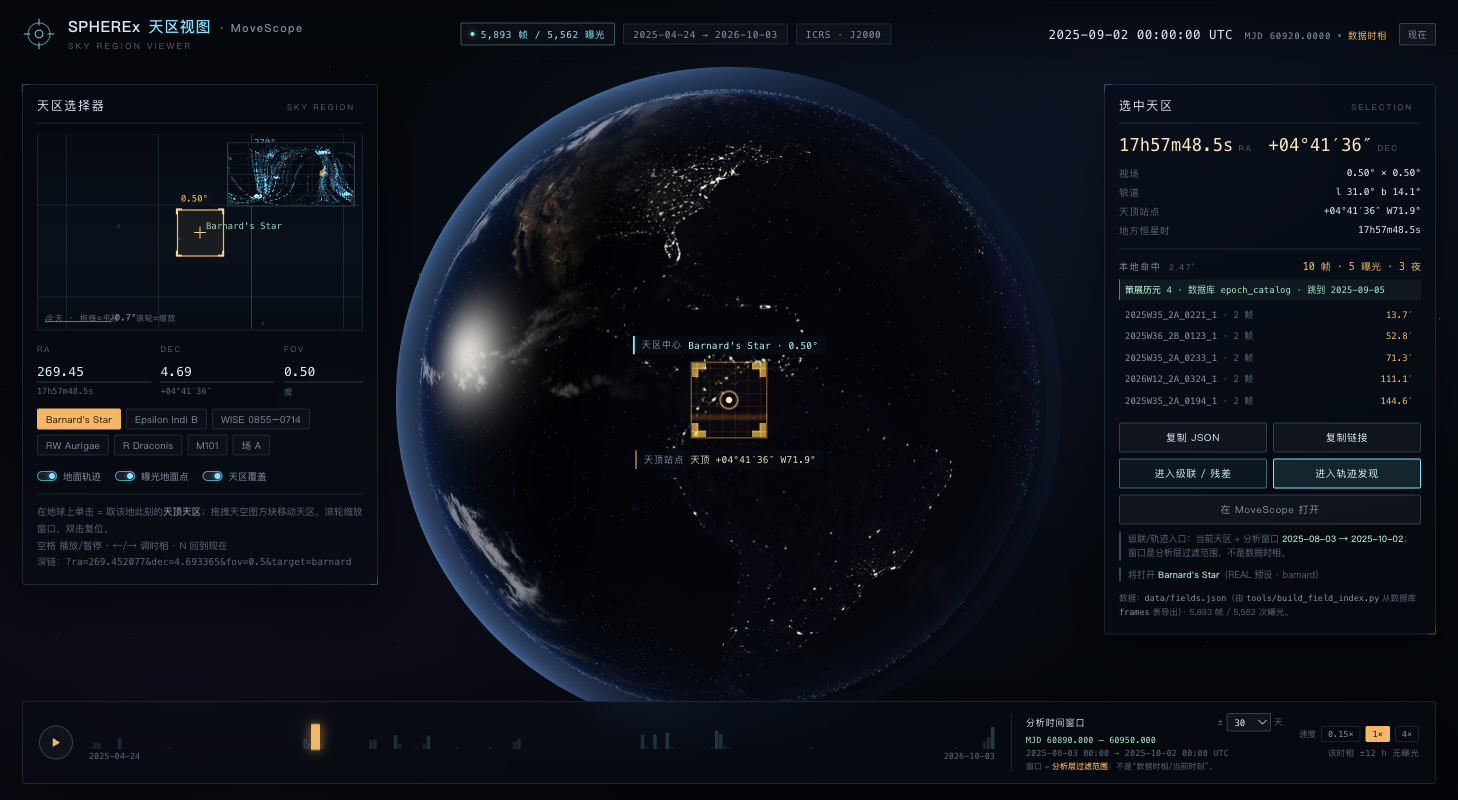 SPHEREx 天区视图 · MoveScope
SKY REGION VIEWER
5,893 帧 / 5,562 曝光
2025-04-24 → 2026-10-03
ICRS · J2000
2025-09-02 00:00:00 UTC MJD 60920.0000 • 数据时相 现在
天区选择器 SKY REGION
270°
0.50°
Barnard's Star
RA DEC FOV
269.45 4.69 0.50
17h57m48.5s +04°41′36″ 度
Barnard's Star Epsilon Indi B WISE 0855−0714
RW Aurigae R Draconis M101 场 A
地面轨迹 曝光地面点 天区覆盖
在地球上单击 = 取该地此刻的天顶天区；拖拽天空图方块移动天区，滚轮缩放
窗口，双击复位。
空格 播放/暂停 · ←/→ 调时相 · N 回到现在
深链: ?ra=269.452077&dec=4.693365&fov=0.5&target=barnard
天区中心 Barnard's Star · 0.50°
天顶站点 天顶 +04°41′36″ W71.9°
选中天区 SELECTION
17h57m48.5s RA +04°41′36″ DEC
视场 0.50° × 0.50°
银道 l 31.0° b 14.1°
天顶站点 +04°41′36″ W71.9°
地方恒星时 17h57m48.5s
本地命中 2.47° 10 帧 · 5 曝光 · 3 夜
策展历元 4 · 数据库 epoch_catalog · 跳到 2025-09-05
2025W35_2A_0221_1 · 2 帧 13.7′
2025W36_2B_0123_1 · 2 帧 52.8′
2025W35_2A_0233_1 · 2 帧 71.3′
2026W12_2A_0324_1 · 2 帧 111.1′
2025W35_2A_0194_1 · 2 帧 144.6′
复制 JSON 复制链接
进入级联 / 残差 进入轨迹发现
在 MoveScope 打开
级联/轨迹入口：当前天区 + 分析窗口 2025-08-03 → 2025-10-02；
窗口是分析层过滤范围，不是数据时相。
将打开 Barnard's Star（REAL 预设 · barnard）
数据：data/fields.json（由 tools/build_field_index.py 从数据库
frames 表导出）· 5,893 帧 / 5,562 次曝光。
2025-04-24
2026-10-03
分析时间窗口 ± 30 天
MJD 60890.000 — 60950.000
2025-08-03 00:00 → 2025-10-02 00:00 UTC
窗口 = 分析层过滤范围；不是“数据时相/当前时刻”。
速度 0.15× 1× 4×
该时相 ±12 h 无曝光